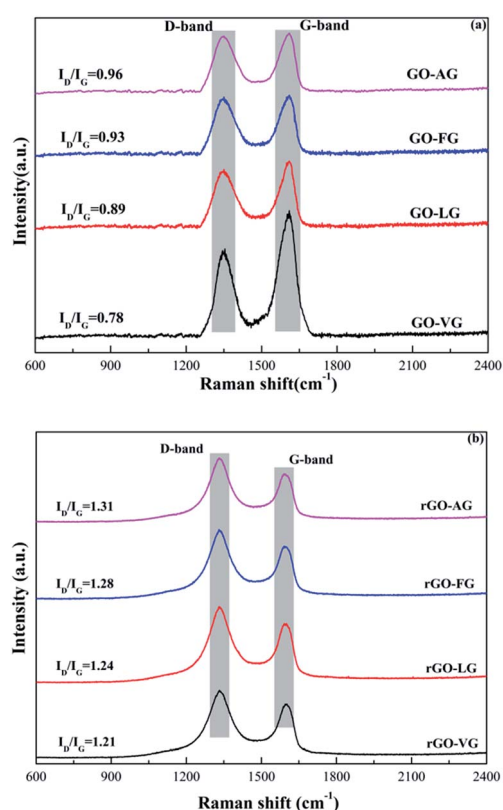 D-band G-band (a)
I_D/I_G=0.96 GO-AG
I_D/I_G=0.93 GO-FG
I_D/I_G=0.89 GO-LG
I_D/I_G=0.78 GO-VG
Intensity(a.u.)
600 900 1200 1500 1800 2100 2400
Raman shift(cm⁻¹)
D-band G-band (b)
I_D/I_G=1.31 rGO-AG
I_D/I_G=1.28 rGO-FG
I_D/I_G=1.24 rGO-LG
I_D/I_G=1.21 rGO-VG
Intensity (a.u.)
600 900 1200 1500 1800 2100 2400
Raman shift (cm⁻¹)